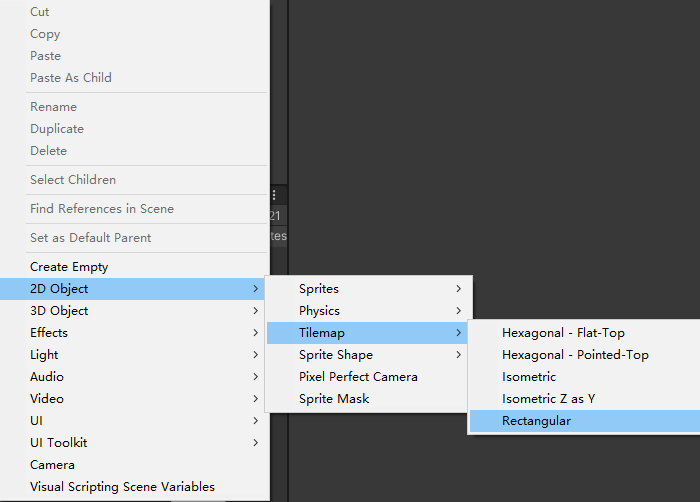 Cut
Copy
Paste
Paste As Child
Rename
Duplicate
Delete
Select Children
21
Find References in Scene
Set as Default Parent
tes
Create Empty
2D Object
3D Object
Effects
Light
Audio
Video
UI
UI Toolkit
Camera
Visual Scripting Scene Variables
Sprites
Physics
Tilemap
Sprite Shape
Pixel Perfect Camera
Sprite Mask
Hexagonal - Flat-Top
Hexagonal - Pointed-Top
Isometric
Isometric Z as Y
Rectangular